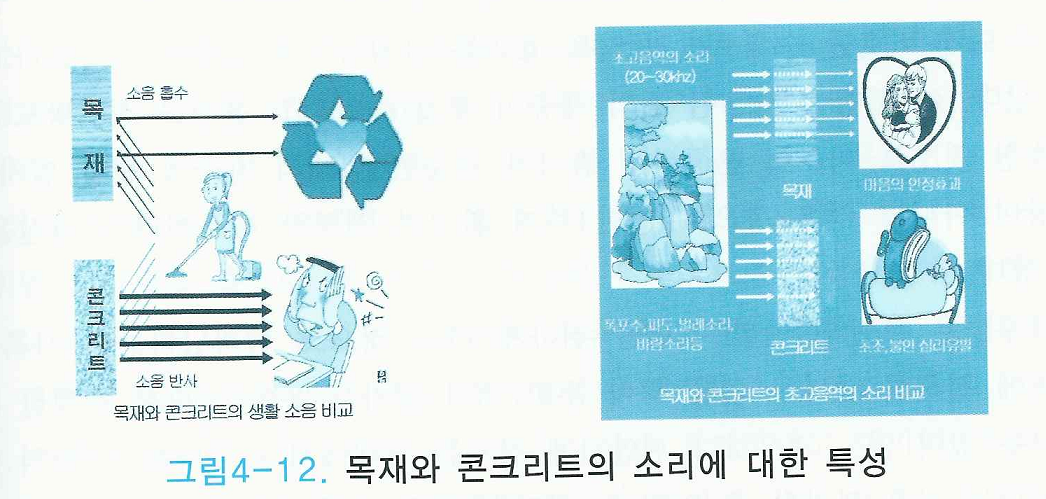 목
재
소음 흡수
콘
크
리
트
소음 반사
목재와 콘크리트의 생활 소음 비교
초고음역의 소리
(20-30khz)
목재
마음의 안정효과
폭포수, 파도, 벌레소리,
바람소리등
콘크리트
초조, 불안 심리유발
목재와 콘크리트의 초고음역의 소리 비교
그림4-12. 목재와 콘크리트의 소리에 대한 특성